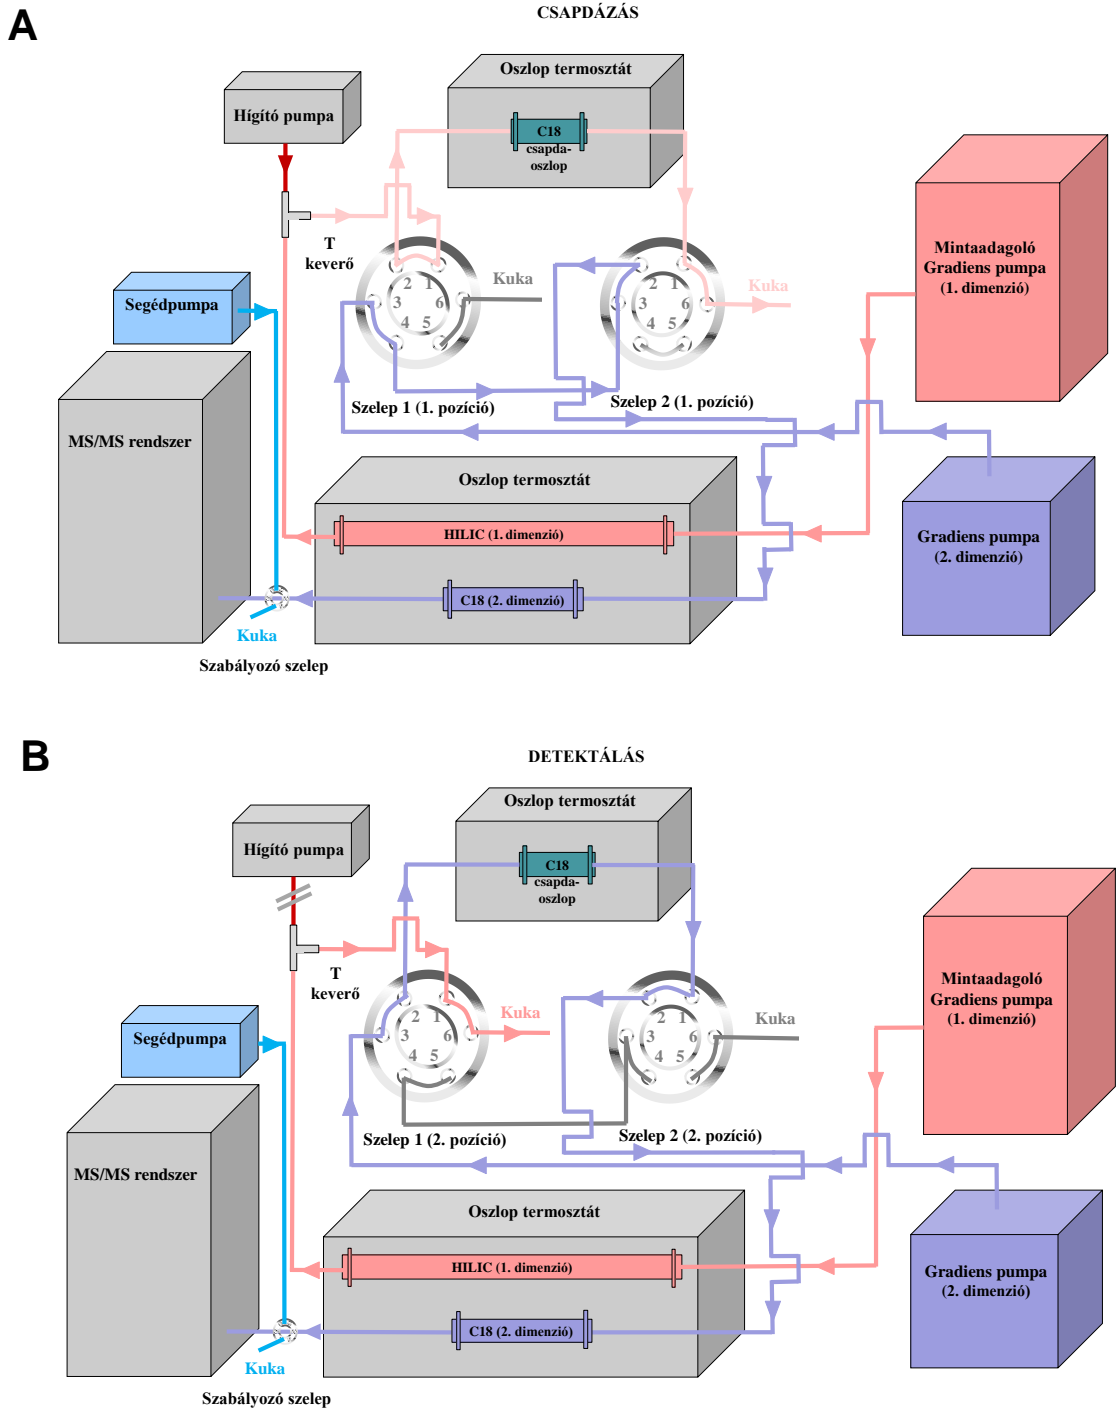 A
CSAPDÁZÁS
Oszlop termosztát
Hígító pumpa
C18
csapda-
oszlop
T
keverő
Mintaadagoló
Gradiens pumpa
(1. dimenzió)
Segédpumpa
2 1
3 6
4 5
Kuka
2 1
3 6
4 5
Kuka
Szelep 1 (1. pozíció)
Szelep 2 (1. pozíció)
MS/MS rendszer
Oszlop termosztát
HILIC (1. dimenzió)
Gradiens pumpa
(2. dimenzió)
C18 (2. dimenzió)
Kuka
Szabályozó szelep
B
DETEKTÁLÁS
Oszlop termosztát
Hígító pumpa
C18
csapda-
oszlop
T
keverő
Mintaadagoló
Gradiens pumpa
(1. dimenzió)
Segédpumpa
2 1
3 6
4 5
Kuka
2 1
3 6
4 5
Kuka
Szelep 1 (2. pozíció)
Szelep 2 (2. pozíció)
MS/MS rendszer
Oszlop termosztát
HILIC (1. dimenzió)
Gradiens pumpa
(2. dimenzió)
C18 (2. dimenzió)
Kuka
Szabályozó szelep